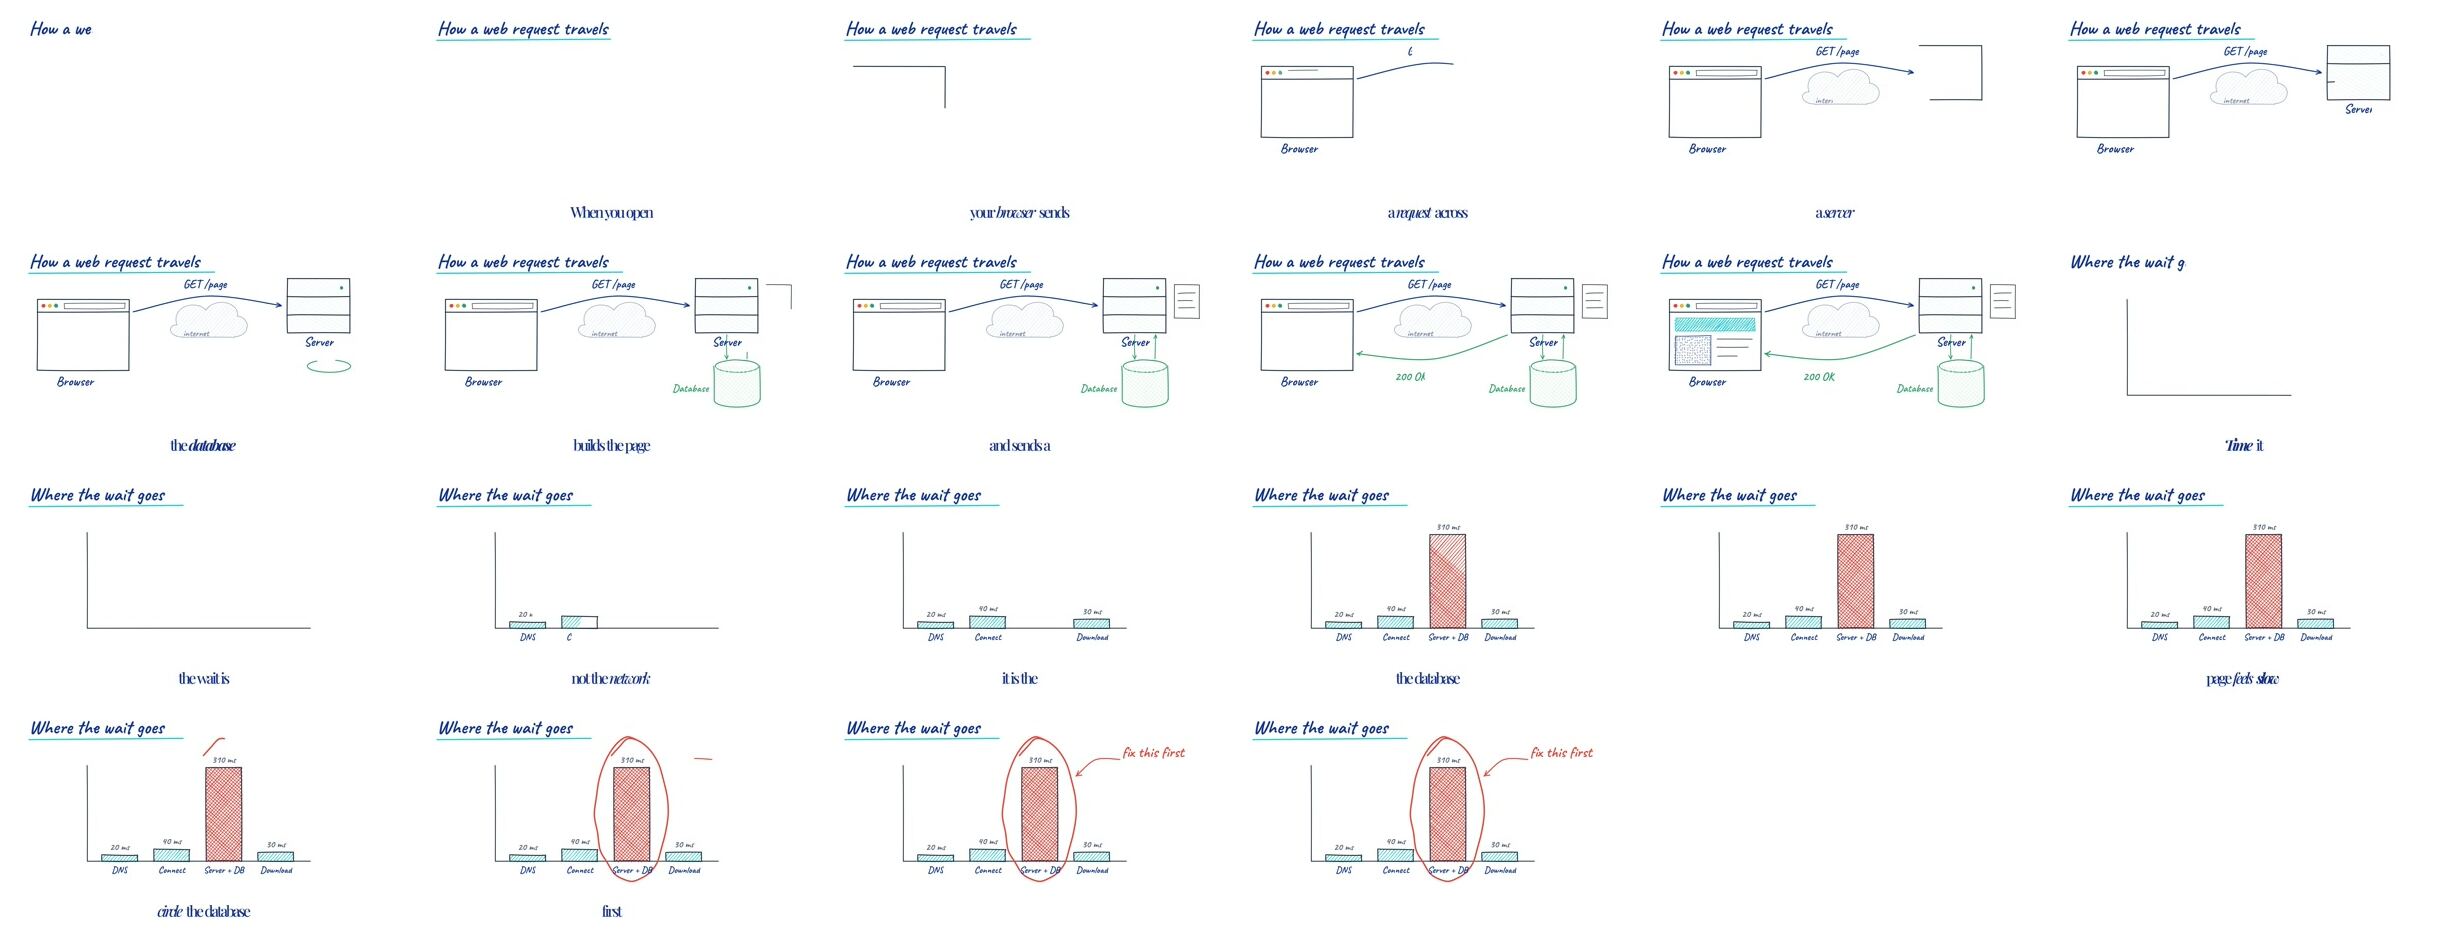 How a we
How a web request travels
When you open
How a web request travels
your browser sends
How a web request travels
Browser
a request across
How a web request travels
GET /page
Browser
a server
How a web request travels
GET /page
internet
Browser
Server
How a web request travels
GET /page
internet
Server
Browser
the database
How a web request travels
GET /page
internet
Server
Browser
Database
builds the page
How a web request travels
GET /page
internet
Server
Browser
Database
and sends a
How a web request travels
GET /page
internet
Server
Browser
200
Database
How a web request travels
GET /page
internet
Server
Browser
200 OK
Database
Where the wait g
Time it
Where the wait goes
the wait is
Where the wait goes
20
DNS C
not the network
Where the wait goes
20 ms 40 ms 30 ms
DNS Connect Download
it is the
Where the wait goes
310 ms
20 ms 40 ms 30 ms
DNS Connect Server + DB Download
the database
Where the wait goes
310 ms
20 ms 40 ms 30 ms
DNS Connect Server + DB Download
Where the wait goes
310 ms
20 ms 40 ms 30 ms
DNS Connect Server + DB Download
page feels slow
Where the wait goes
310 ms
20 ms 40 ms 30 ms
DNS Connect Server + DB Download
circle the database
Where the wait goes
310 ms
20 ms 40 ms 30 ms
DNS Connect Server + DB Download
first
Where the wait goes
fix this first
310 ms
20 ms 40 ms 30 ms
DNS Connect Server + DB Download
Where the wait goes
fix this first
310 ms
20 ms 40 ms 30 ms
DNS Connect Server + DB Download